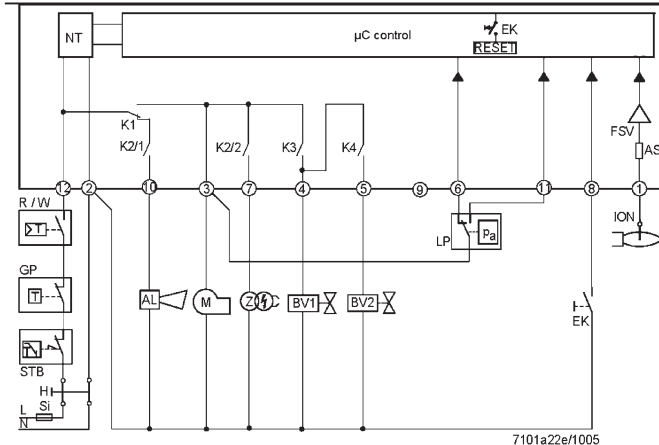 NT
µC control
EK
RESET
FSV
AS
K1
K2/1
K2/2
K3
K4
12
2
10
3
7
4
5
9
6
11
8
1
R / W
T
GP
T
STB
H
Si
L
N
AL
M
Z
BV1
BV2
LP
pa
EK
ION
7101a22e/1005